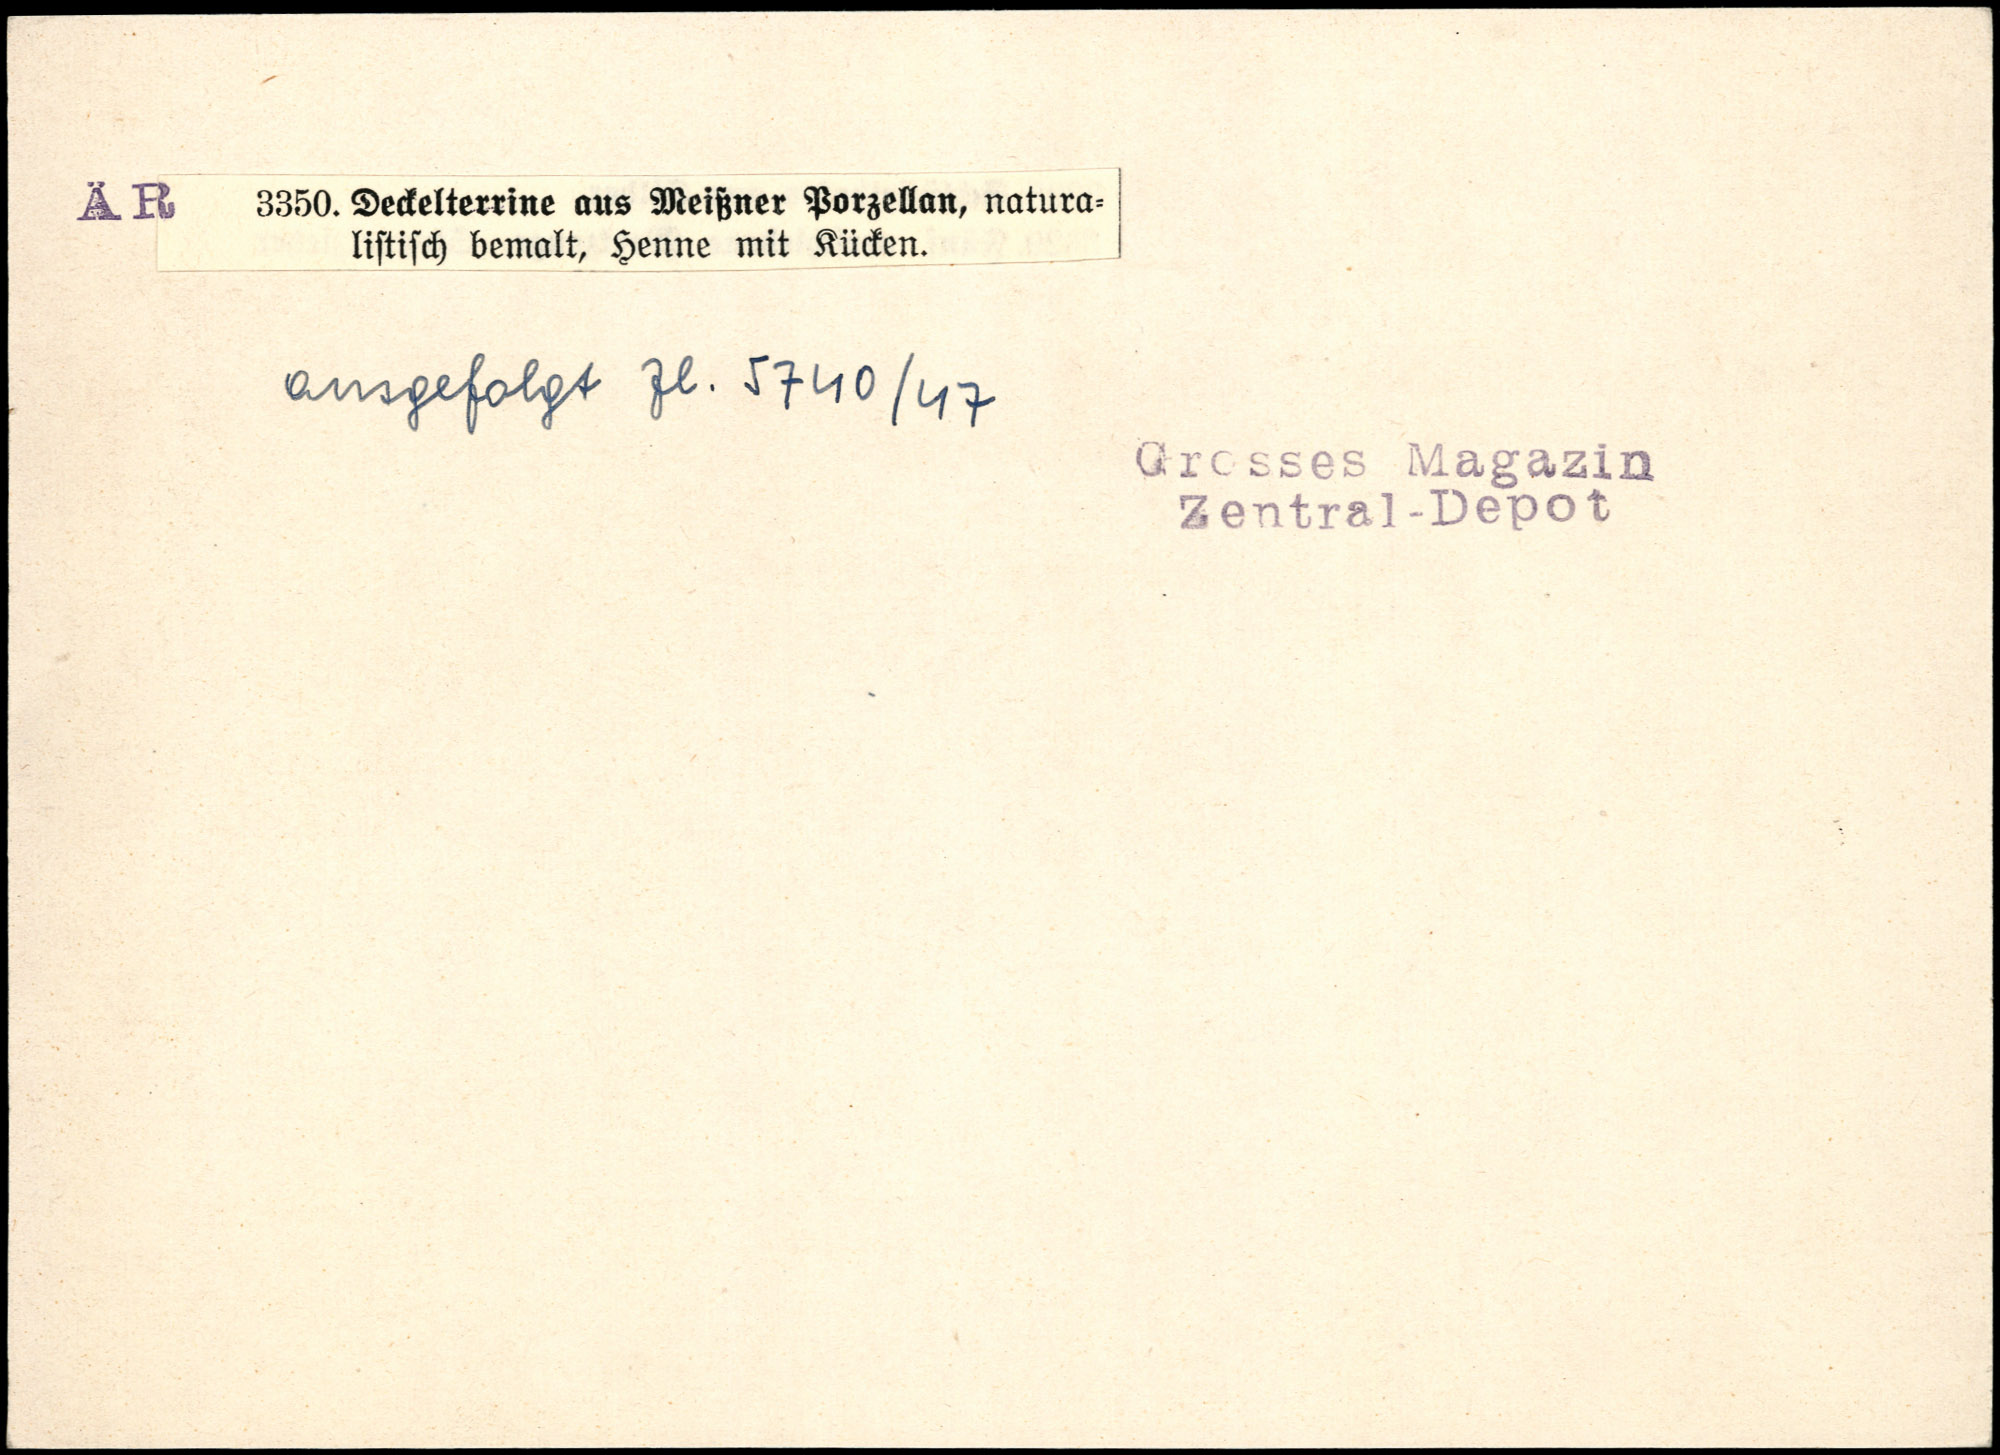 ÄR
3350. Deckelterrine aus Meißner Porzellan, natura=
listisch bemalt, Henne mit Kücken.
ausgefolgt Zl. 5740/47
Grosses Magazin
Zentral-Depot